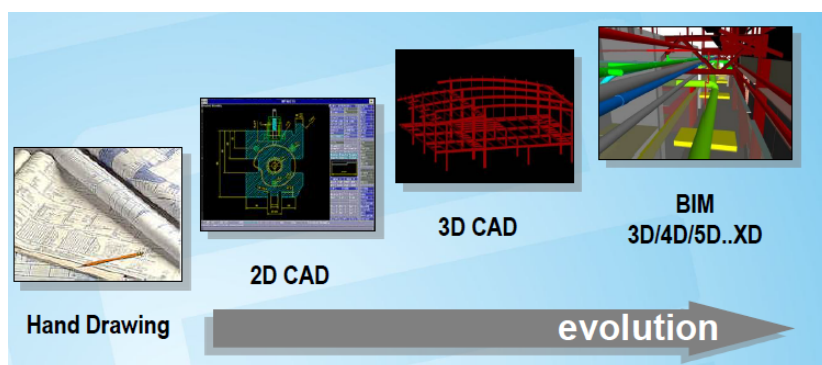 BIM
3D/4D/5D..XD
3D CAD
2D CAD
Hand Drawing
evolution